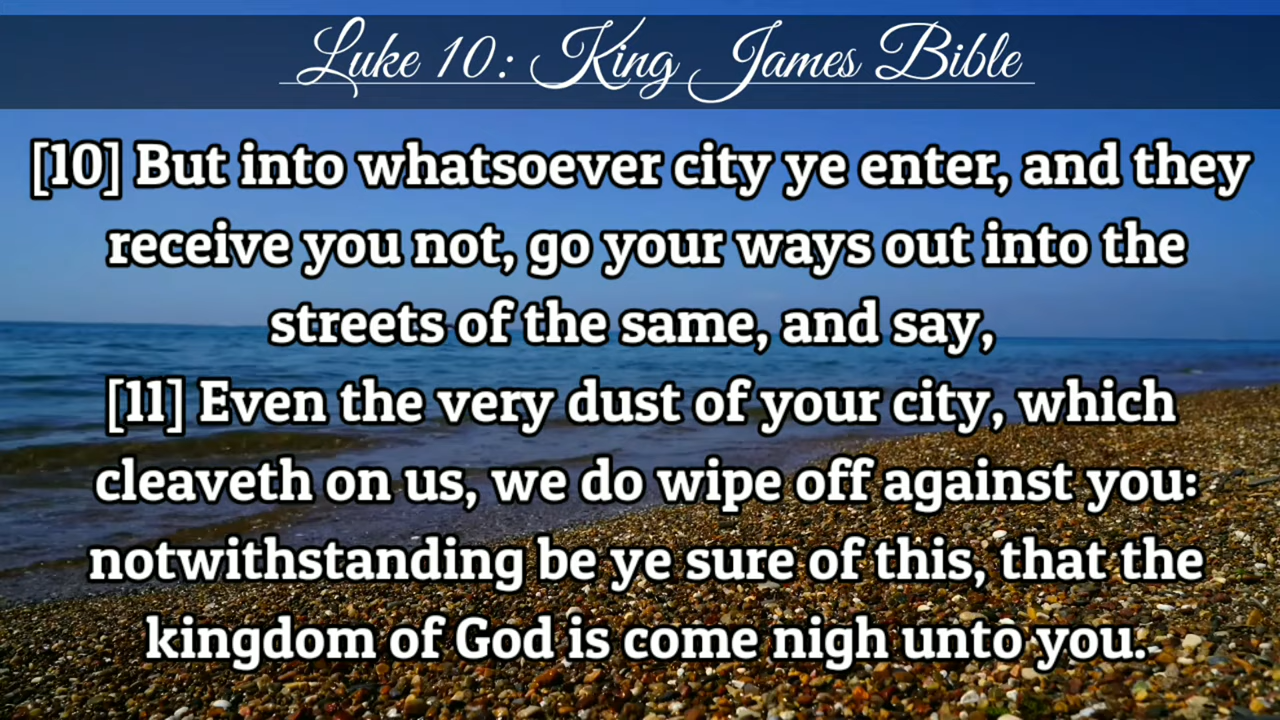 Luke 10: King James Bible
[10] But into whatsoever city ye enter, and they
receive you not, go your ways out into the
streets of the same, and say,
[11] Even the very dust of your city, which
cleaveth on us, we do wipe off against you:
notwithstanding be ye sure of this, that the
kingdom of God is come nigh unto you.